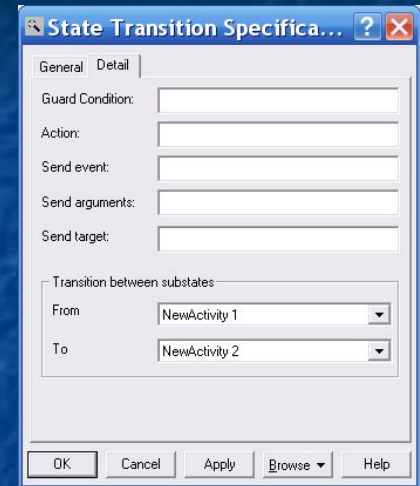 State Transition Specifica...
General Detail
Guard Condition:
Action:
Send event:
Send arguments:
Send target:
Transition between substates
From NewActivity 1
To NewActivity 2
OK Cancel Apply Browse Help